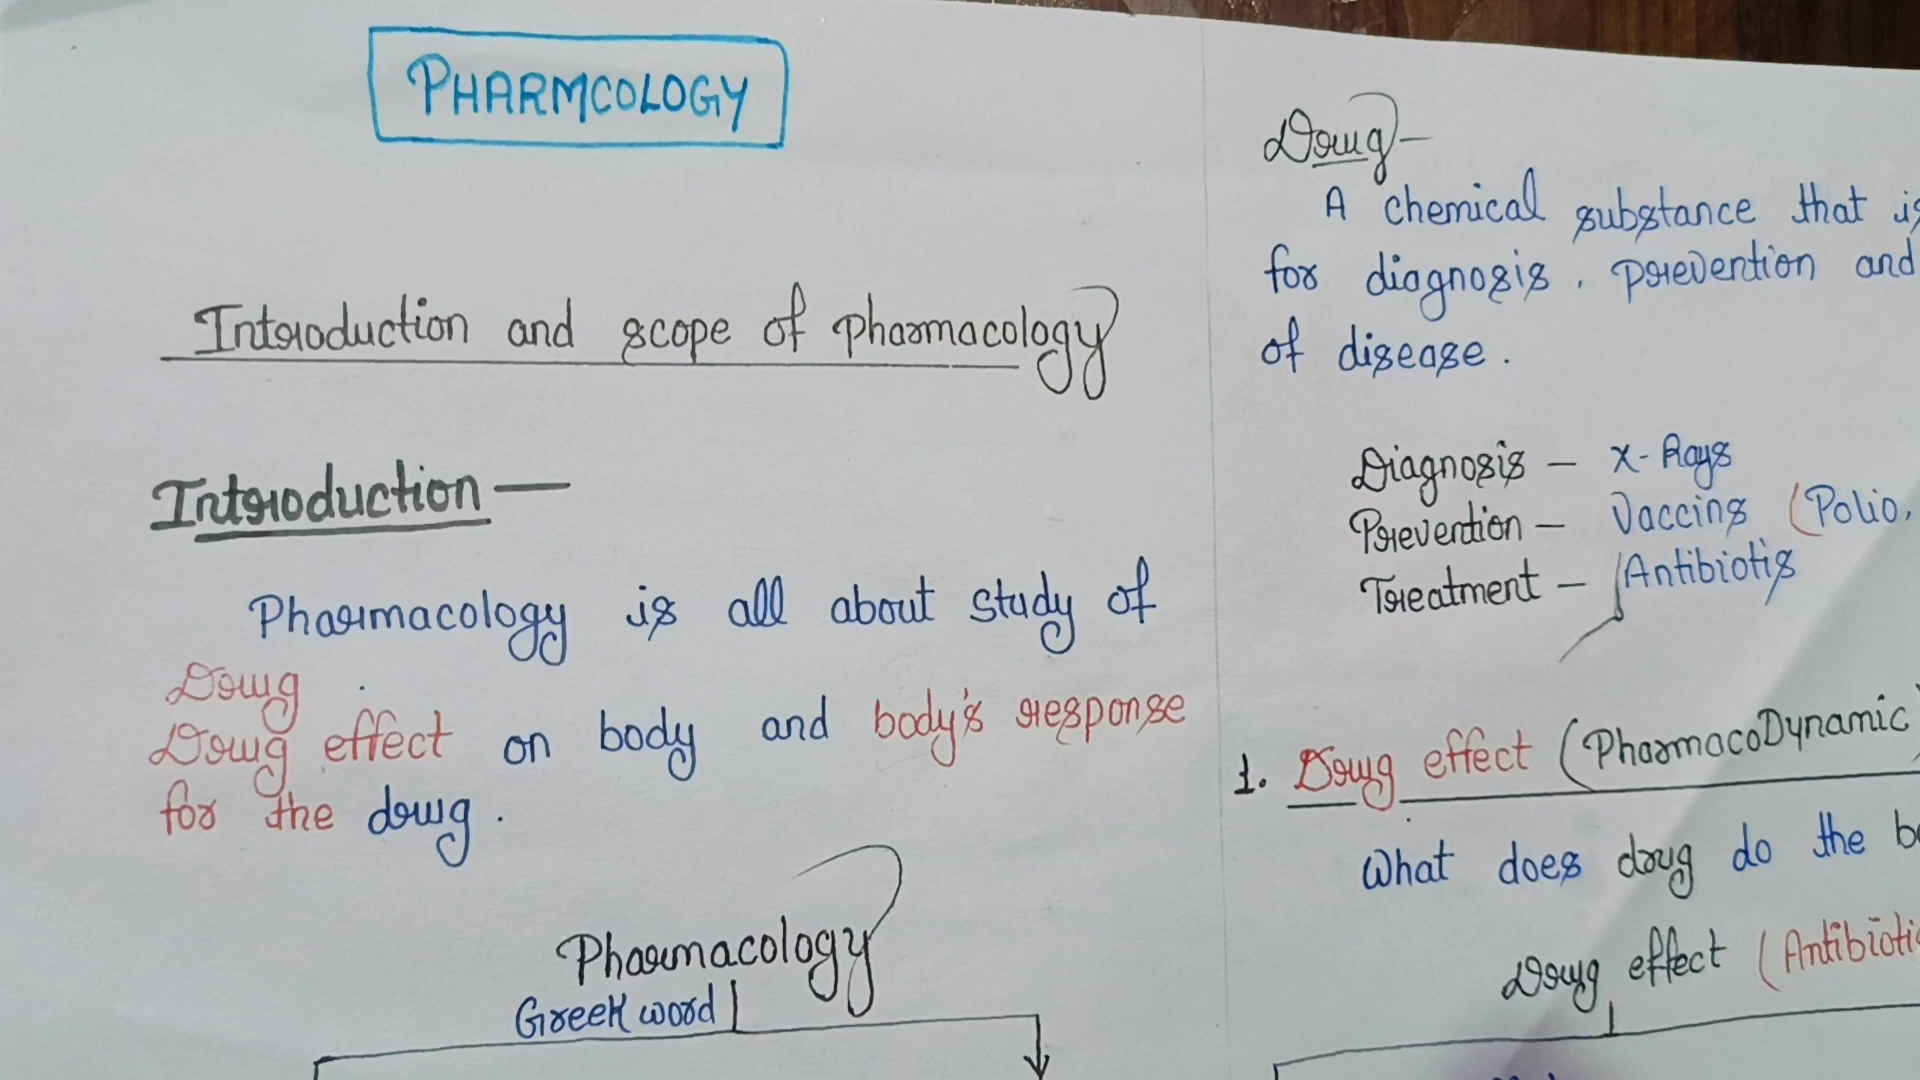 PHARMCOLOGY
Introduction and scope of pharmacology
Introduction —
Pharmacology is all about study of
Drug
Drug effect on body and body's response
for the drug.
Pharmacology
Greek word
Drug —
A chemical substance that is
for diagnosis, prevention and
of disease.
Diagnosis — X-Rays
Prevention — Vaccins (Polio,
Treatment — Antibiotis
1. Drug effect (PharmacoDynamic)
What does drug do the
Drug effect (Antibioti